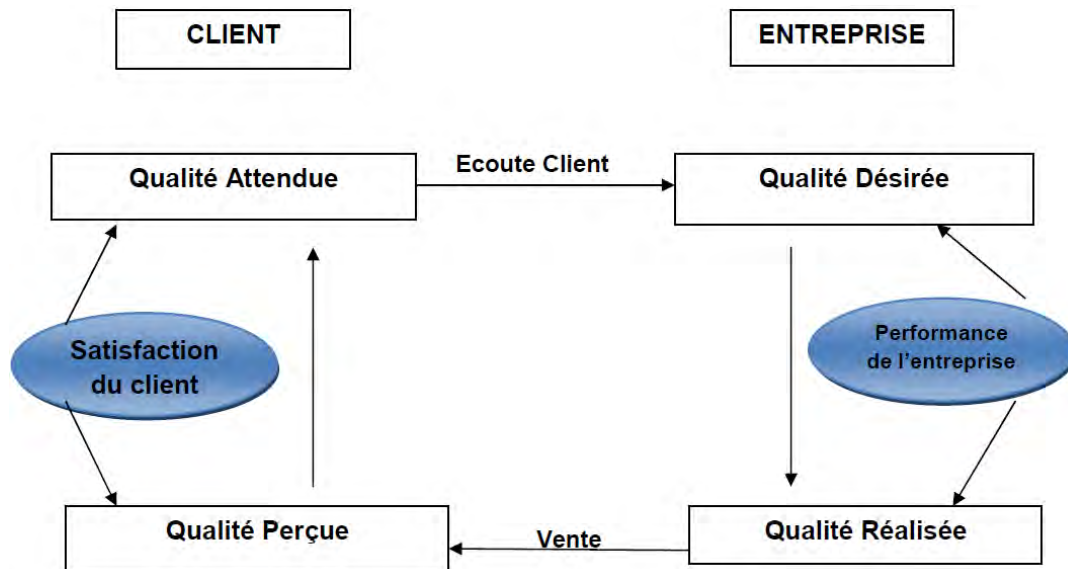 CLIENT
ENTREPRISE
Qualité Attendue
Ecoute Client
Qualité Désirée
Satisfaction
du client
Performance
de l'entreprise
Qualité Perçue
Vente
Qualité Réalisée